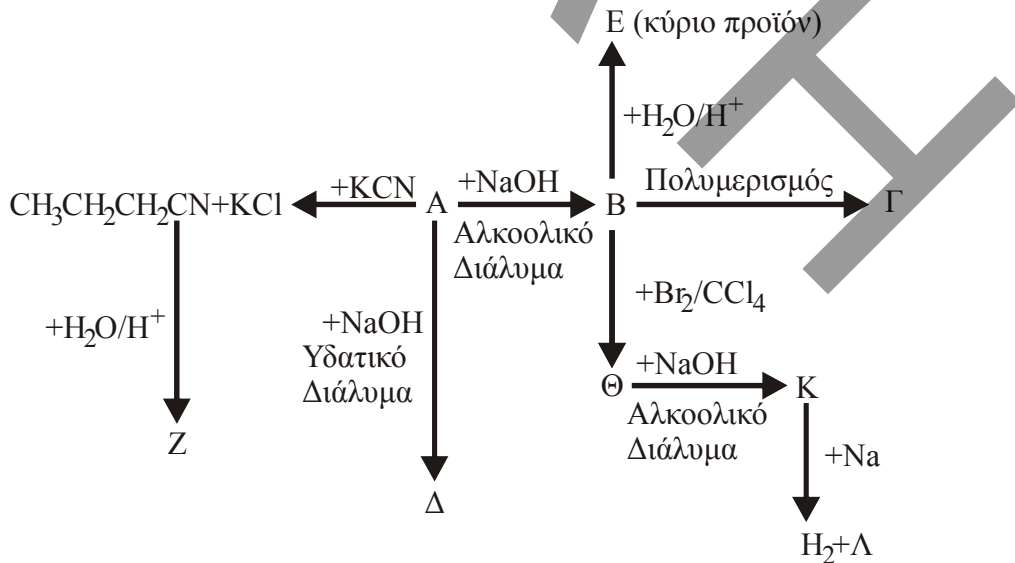 Ε (κύριο προϊόν)
+H2O/H+
CH3CH2CH2CN+KCl
+KCN
Α
+NaOH
Αλκοολικό
Διάλυμα
Β
Πολυμερισμός
Γ
+H2O/H+
Ζ
+NaOH
Υδατικό
Διάλυμα
Δ
+Br2/CCl4
Θ
+NaOH
Αλκοολικό
Διάλυμα
Κ
+Na
H2+Λ